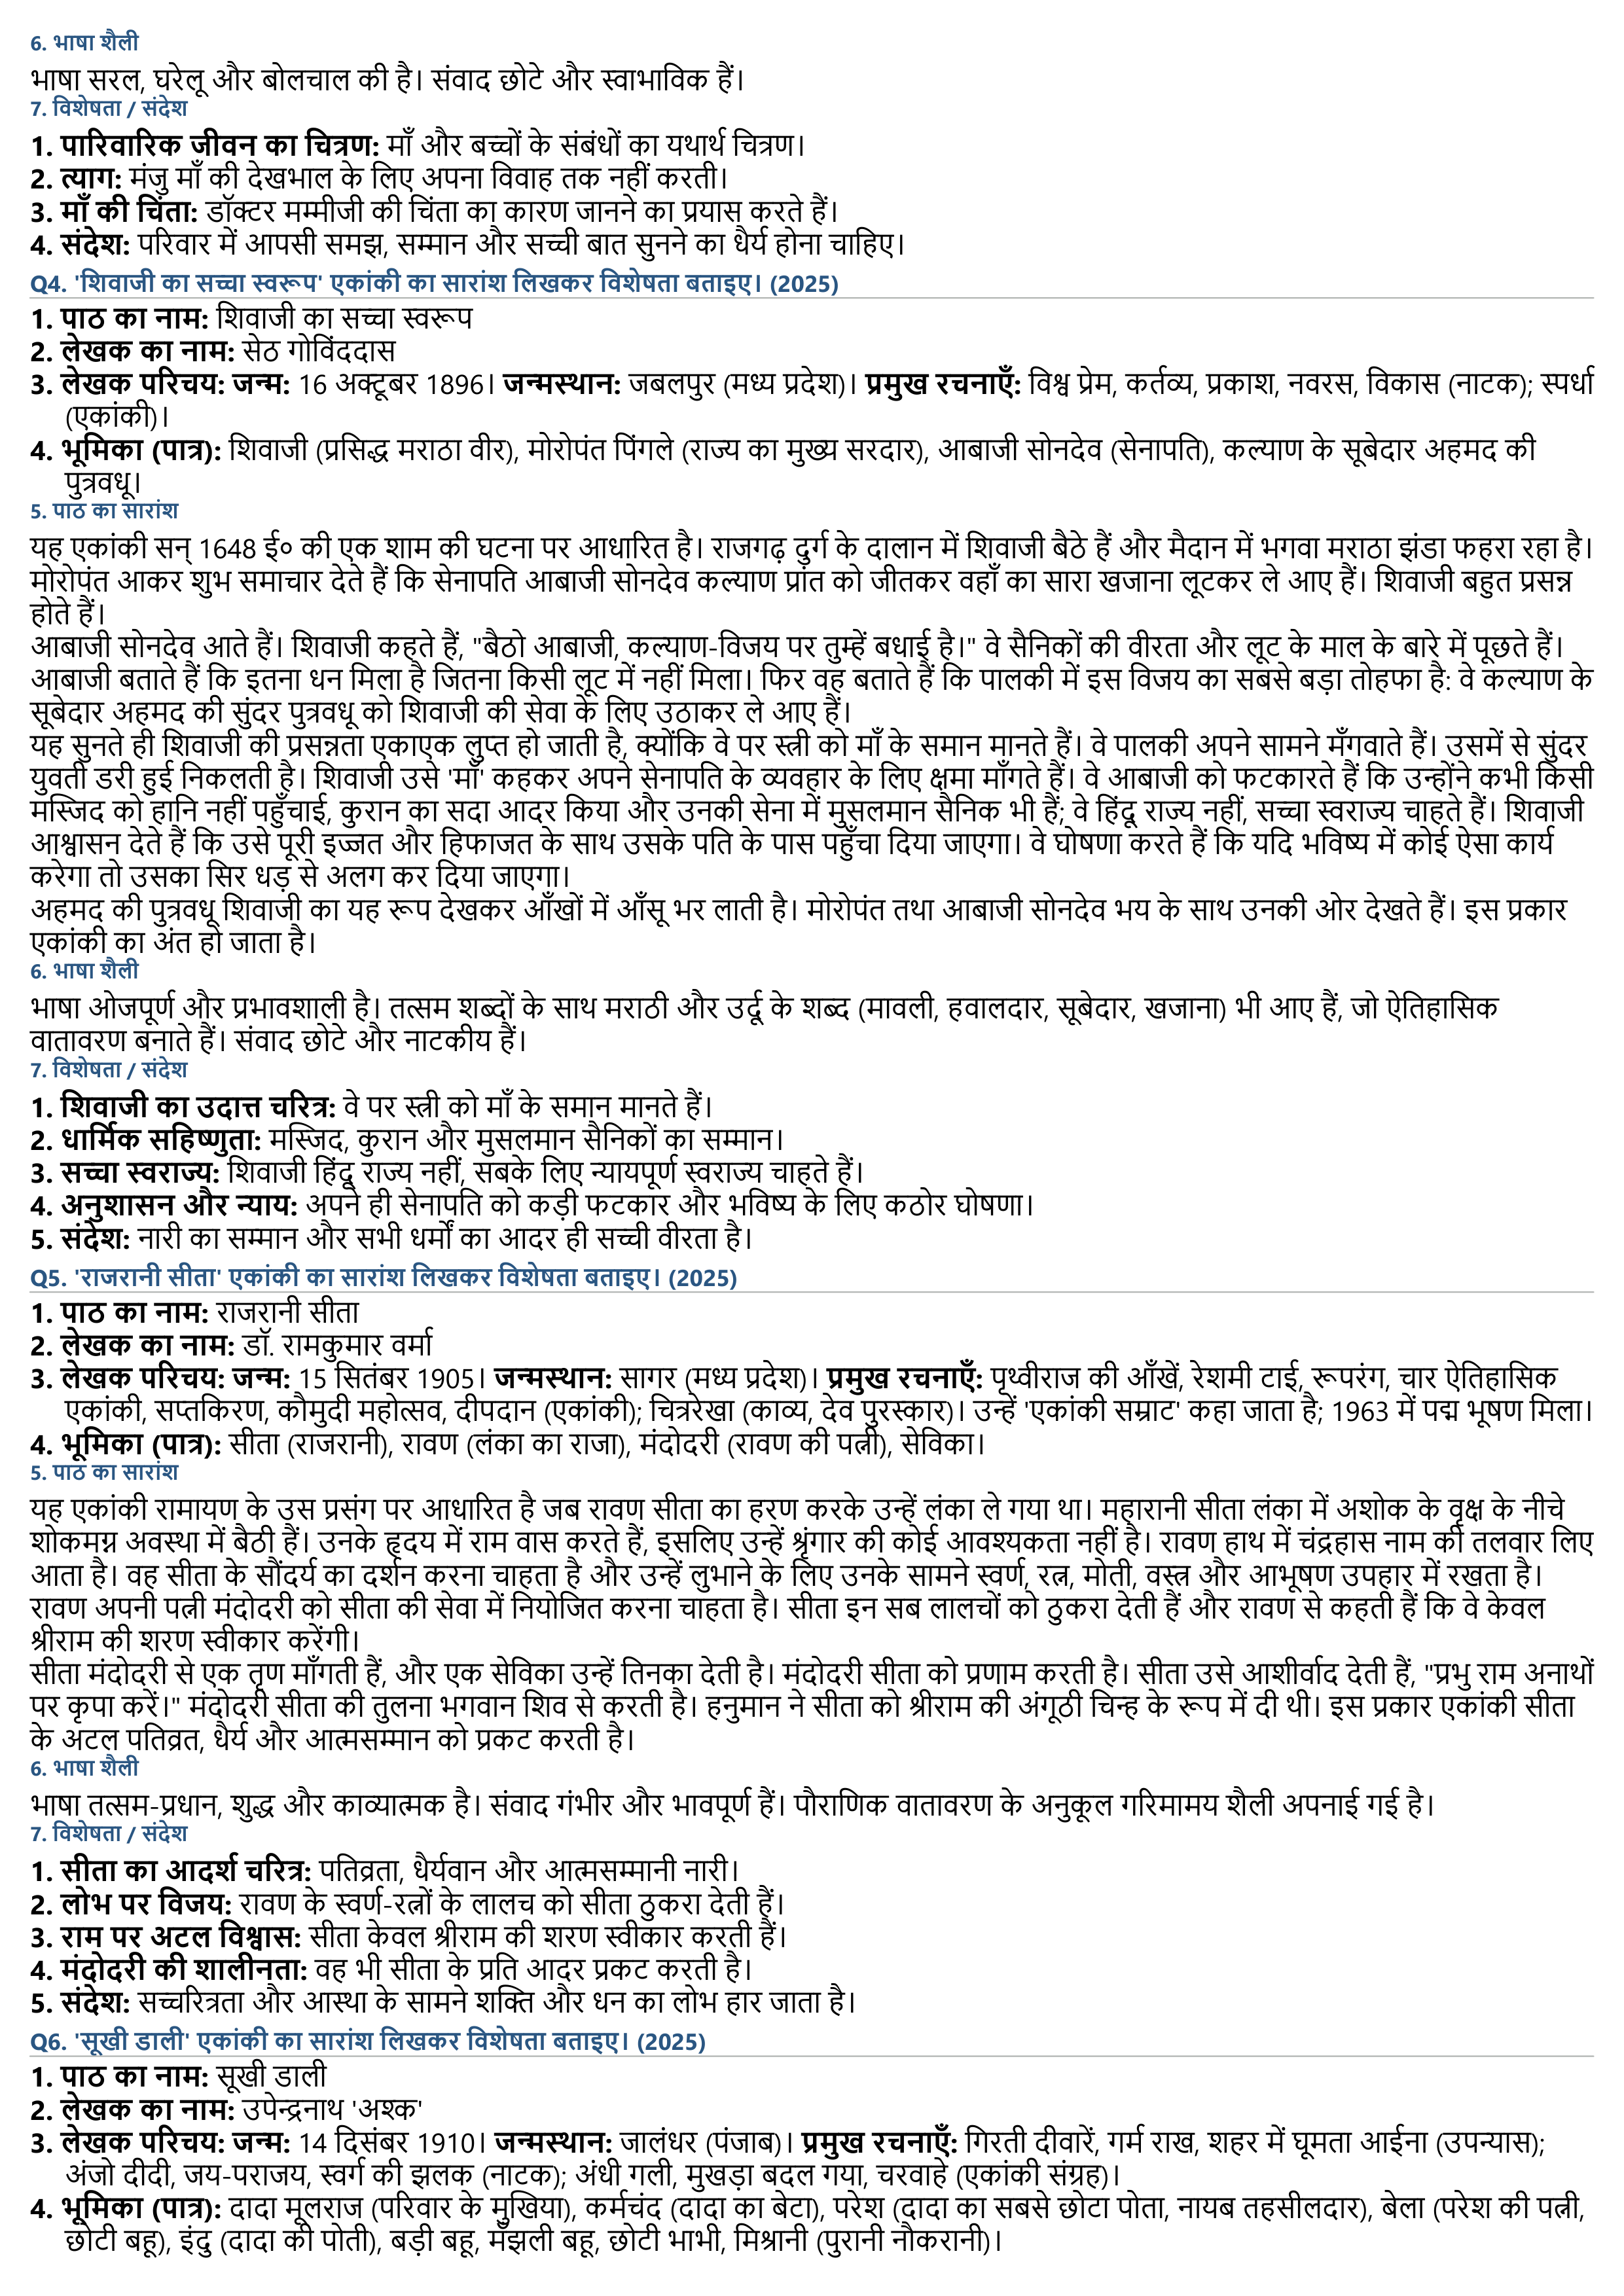 6. भाषा शैली
भाषा सरल, घरेलू और बोलचाल की है। संवाद छोटे और स्वाभाविक हैं।
7. विशेषता / संदेश
1. पारिवारिक जीवन का चित्रण: माँ और बच्चों के संबंधों का यथार्थ चित्रण।
2. त्याग: मंजु माँ की देखभाल के लिए अपना विवाह तक नहीं करती।
3. माँ की चिंता: डॉक्टर मम्मीजी की चिंता का कारण जानने का प्रयास करते हैं।
4. संदेश: परिवार में आपसी समझ, सम्मान और सच्ची बात सुनने का धैर्य होना चाहिए।
Q4. 'शिवाजी का सच्चा स्वरूप' एकांकी का सारांश लिखकर विशेषता बताइए। (2025)
1. पाठ का नाम: शिवाजी का सच्चा स्वरूप
2. लेखक का नाम: सेठ गोविंददास
3. लेखक परिचय: जन्म: 16 अक्टूबर 1896। जन्मस्थान: जबलपुर (मध्य प्रदेश)। प्रमुख रचनाएँ: विश्व प्रेम, कर्तव्य, प्रकाश, नवरस, विकास (नाटक); स्पर्धा
(एकांकी)।
4. भूमिका (पात्र): शिवाजी (प्रसिद्ध मराठा वीर), मोरोपंत पिंगले (राज्य का मुख्य सरदार), आबाजी सोनदेव (सेनापति), कल्याण के सूबेदार अहमद की
पुत्रवधू।
5. पाठ का सारांश
यह एकांकी सन् 1648 ई० की एक शाम की घटना पर आधारित है। राजगढ़ दुर्ग के दालान में शिवाजी बैठे हैं और मैदान में भगवा मराठा झंडा फहरा रहा है।
मोरोपंत आकर शुभ समाचार देते हैं कि सेनापति आबाजी सोनदेव कल्याण प्रांत को जीतकर वहाँ का सारा खजाना लूटकर ले आए हैं। शिवाजी बहुत प्रसन्न
होते हैं।
आबाजी सोनदेव आते हैं। शिवाजी कहते हैं, "बैठो आबाजी, कल्याण-विजय पर तुम्हें बधाई है।" वे सैनिकों की वीरता और लूट के माल के बारे में पूछते हैं।
आबाजी बताते हैं कि इतना धन मिला है जितना किसी लूट में नहीं मिला। फिर वह बताते हैं कि पालकी में इस विजय का सबसे बड़ा तोहफा है: वे कल्याण के
सूबेदार अहमद की सुंदर पुत्रवधू को शिवाजी की सेवा के लिए उठाकर ले आए हैं।
यह सुनते ही शिवाजी की प्रसन्नता एकाएक लुप्त हो जाती है, क्योंकि वे पर स्त्री को माँ के समान मानते हैं। वे पालकी अपने सामने मँगवाते हैं। उसमें से सुंदर
युवती डरी हुई निकलती है। शिवाजी उसे 'माँ' कहकर अपने सेनापति के व्यवहार के लिए क्षमा माँगते हैं। वे आबाजी को फटकारते हैं कि उन्होंने कभी किसी
मस्जिद को हानि नहीं पहुँचाई, कुरान का सदा आदर किया और उनकी सेना में मुसलमान सैनिक भी हैं; वे हिंदू राज्य नहीं, सच्चा स्वराज्य चाहते हैं। शिवाजी
आश्वासन देते हैं कि उसे पूरी इज्जत और हिफाजत के साथ उसके पति के पास पहुँचा दिया जाएगा। वे घोषणा करते हैं कि यदि भविष्य में कोई ऐसा कार्य
करेगा तो उसका सिर धड़ से अलग कर दिया जाएगा।
अहमद की पुत्रवधू शिवाजी का यह रूप देखकर आँखों में आँसू भर लाती है। मोरोपंत तथा आबाजी सोनदेव भय के साथ उनकी ओर देखते हैं। इस प्रकार
एकांकी का अंत हो जाता है।
6. भाषा शैली
भाषा ओजपूर्ण और प्रभावशाली है। तत्सम शब्दों के साथ मराठी और उर्दू के शब्द (मावली, हवालदार, सूबेदार, खजाना) भी आए हैं, जो ऐतिहासिक
वातावरण बनाते हैं। संवाद छोटे और नाटकीय हैं।
7. विशेषता / संदेश
1. शिवाजी का उदात्त चरित्र: वे पर स्त्री को माँ के समान मानते हैं।
2. धार्मिक सहिष्णुता: मस्जिद, कुरान और मुसलमान सैनिकों का सम्मान।
3. सच्चा स्वराज्य: शिवाजी हिंदू राज्य नहीं, सबके लिए न्यायपूर्ण स्वराज्य चाहते हैं।
4. अनुशासन और न्याय: अपने ही सेनापति को कड़ी फटकार और भविष्य के लिए कठोर घोषणा।
5. संदेश: नारी का सम्मान और सभी धर्मों का आदर ही सच्ची वीरता है।
Q5. 'राजरानी सीता' एकांकी का सारांश लिखकर विशेषता बताइए। (2025)
1. पाठ का नाम: राजरानी सीता
2. लेखक का नाम: डॉ. रामकुमार वर्मा
3. लेखक परिचय: जन्म: 15 सितंबर 1905। जन्मस्थान: सागर (मध्य प्रदेश)। प्रमुख रचनाएँ: पृथ्वीराज की आँखें, रेशमी टाई, रूपरंग, चार ऐतिहासिक
एकांकी, सप्तकिरण, कौमुदी महोत्सव, दीपदान (एकांकी); चित्ररेखा (काव्य, देव पुरस्कार)। उन्हें 'एकांकी सम्राट' कहा जाता है; 1963 में पद्म भूषण मिला।
4. भूमिका (पात्र): सीता (राजरानी), रावण (लंका का राजा), मंदोदरी (रावण की पत्नी), सेविका।
5. पाठ का सारांश
यह एकांकी रामायण के उस प्रसंग पर आधारित है जब रावण सीता का हरण करके उन्हें लंका ले गया था। महारानी सीता लंका में अशोक के वृक्ष के नीचे
शोकमग्न अवस्था में बैठी हैं। उनके हृदय में राम वास करते हैं, इसलिए उन्हें श्रृंगार की कोई आवश्यकता नहीं है। रावण हाथ में चंद्रहास नाम की तलवार लिए
आता है। वह सीता के सौंदर्य का दर्शन करना चाहता है और उन्हें लुभाने के लिए उनके सामने स्वर्ण, रत्न, मोती, वस्त्र और आभूषण उपहार में रखता है।
रावण अपनी पत्नी मंदोदरी को सीता की सेवा में नियोजित करना चाहता है। सीता इन सब लालचों को ठुकरा देती हैं और रावण से कहती हैं कि वे केवल
श्रीराम की शरण स्वीकार करेंगी।
सीता मंदोदरी से एक तृण माँगती हैं, और एक सेविका उन्हें तिनका देती है। मंदोदरी सीता को प्रणाम करती है। सीता उसे आशीर्वाद देती हैं, "प्रभु राम अनाथों
पर कृपा करें।" मंदोदरी सीता की तुलना भगवान शिव से करती है। हनुमान ने सीता को श्रीराम की अंगूठी चिन्ह के रूप में दी थी। इस प्रकार एकांकी सीता
के अटल पतिव्रत, धैर्य और आत्मसम्मान को प्रकट करती है।
6. भाषा शैली
भाषा तत्सम-प्रधान, शुद्ध और काव्यात्मक है। संवाद गंभीर और भावपूर्ण हैं। पौराणिक वातावरण के अनुकूल गरिमामय शैली अपनाई गई है।
7. विशेषता / संदेश
1. सीता का आदर्श चरित्र: पतिव्रता, धैर्यवान और आत्मसम्मानी नारी।
2. लोभ पर विजय: रावण के स्वर्ण-रत्नों के लालच को सीता ठुकरा देती हैं।
3. राम पर अटल विश्वास: सीता केवल श्रीराम की शरण स्वीकार करती हैं।
4. मंदोदरी की शालीनता: वह भी सीता के प्रति आदर प्रकट करती है।
5. संदेश: सच्चरित्रता और आस्था के सामने शक्ति और धन का लोभ हार जाता है।
Q6. 'सूखी डाली' एकांकी का सारांश लिखकर विशेषता बताइए। (2025)
1. पाठ का नाम: सूखी डाली
2. लेखक का नाम: उपेन्द्रनाथ 'अश्क'
3. लेखक परिचय: जन्म: 14 दिसंबर 1910। जन्मस्थान: जालंधर (पंजाब)। प्रमुख रचनाएँ: गिरती दीवारें, गर्म राख, शहर में घूमता आईना (उपन्यास);
अंजो दीदी, जय-पराजय, स्वर्ग की झलक (नाटक); अंधी गली, मुखड़ा बदल गया, चरवाहे (एकांकी संग्रह)।
4. भूमिका (पात्र): दादा मूलराज (परिवार के मुखिया), कर्मचंद (दादा का बेटा), परेश (दादा का सबसे छोटा पोता, नायब तहसीलदार), बेला (परेश की पत्नी,
छोटी बहू), इंदु (दादा की पोती), बड़ी बहू, मँझली बहू, छोटी भाभी, मिश्रानी (पुरानी नौकरानी)।